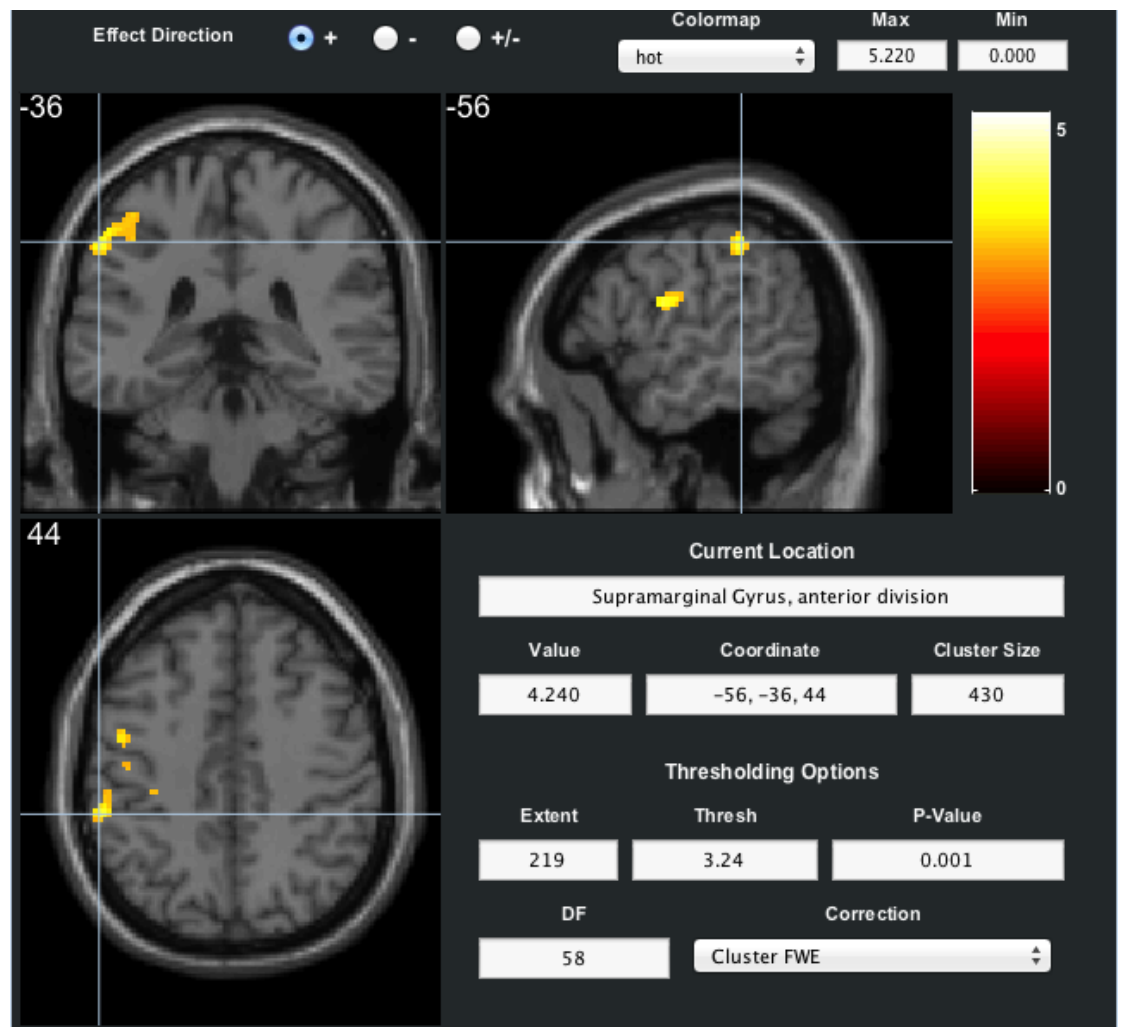 Colormap Max Min
Effect Direction + - +/-
hot 5.220 0.000
-36 -56
5
0
44
Current Location
Supramarginal Gyrus, anterior division
Value Coordinate Cluster Size
4.240 -56, -36, 44 430
Thresholding Options
Extent Thresh P-Value
219 3.24 0.001
DF Correction
58 Cluster FWE